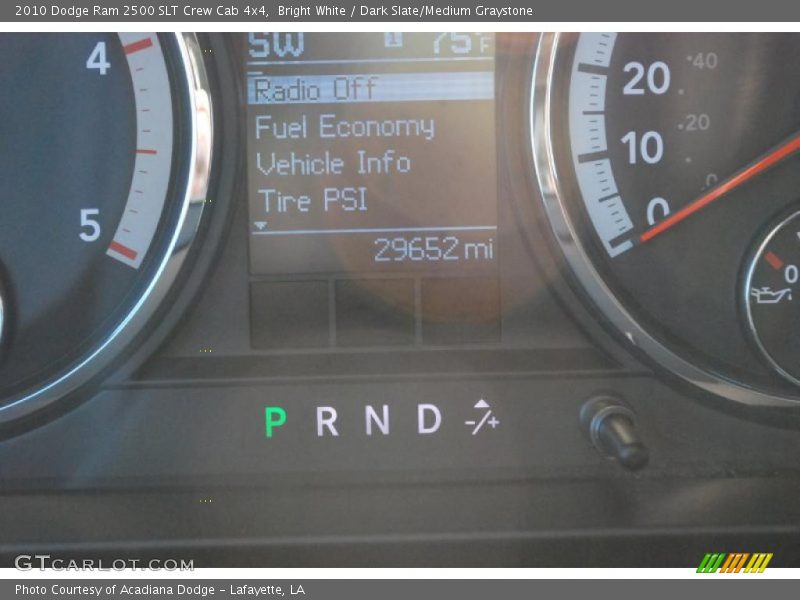 2010 Dodge Ram 2500 SLT Crew Cab 4x4,  Bright White / Dark Slate/Medium Graystone
SW 75°F
Radio Off
Fuel Economy
Vehicle Info
Tire PSI
29652 mi
4
5
20
10
0
40
20
0
0
P R N D -/+
GTCARLOT.COM
Photo Courtesy of Acadiana Dodge - Lafayette, LA